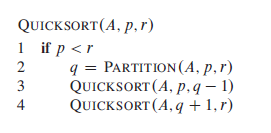 QUICKSORT(A, p, r)
1 if p < r
2 q = PARTITION(A, p, r)
3 QUICKSORT(A, p, q − 1)
4 QUICKSORT(A, q + 1, r)